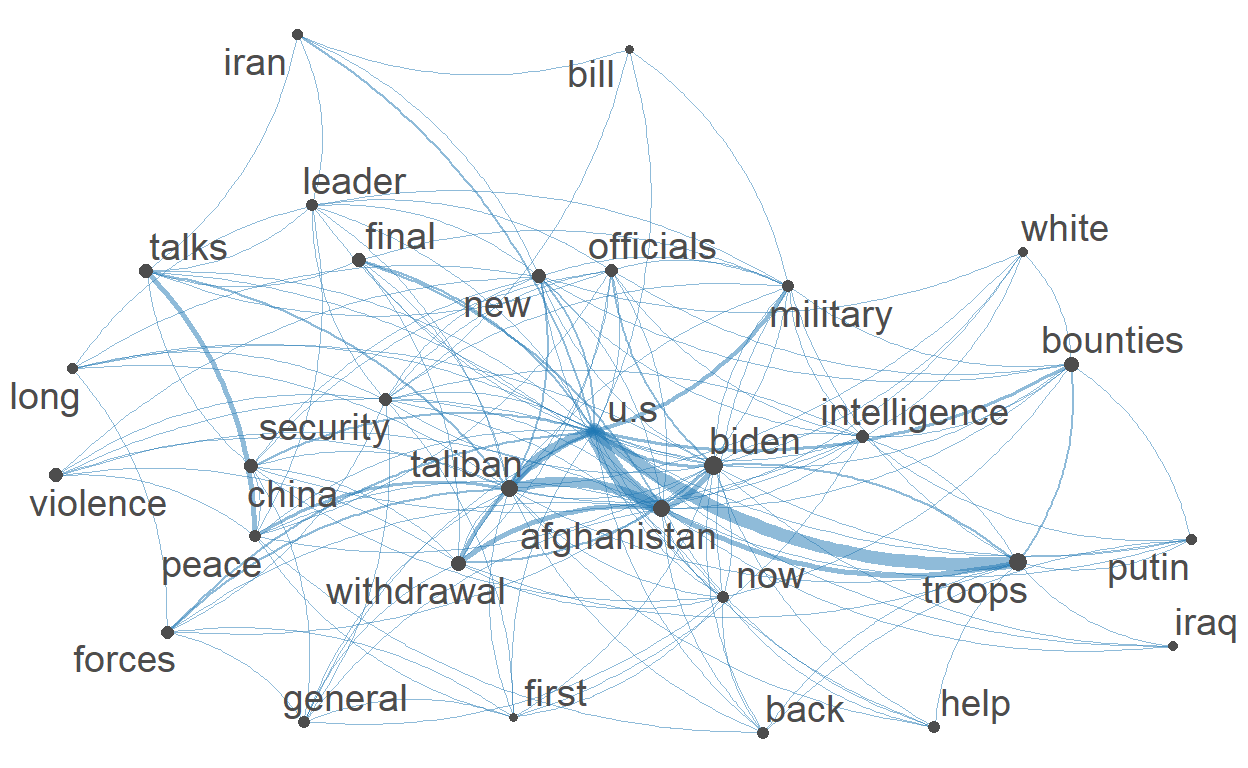 iran
bill
leader
talks
final
officials
white
new
military
bounties
long
security
u.s
intelligence
biden
taliban
violence
china
afghanistan
peace
withdrawal
now
troops
putin
iraq
forces
general
first
back
help